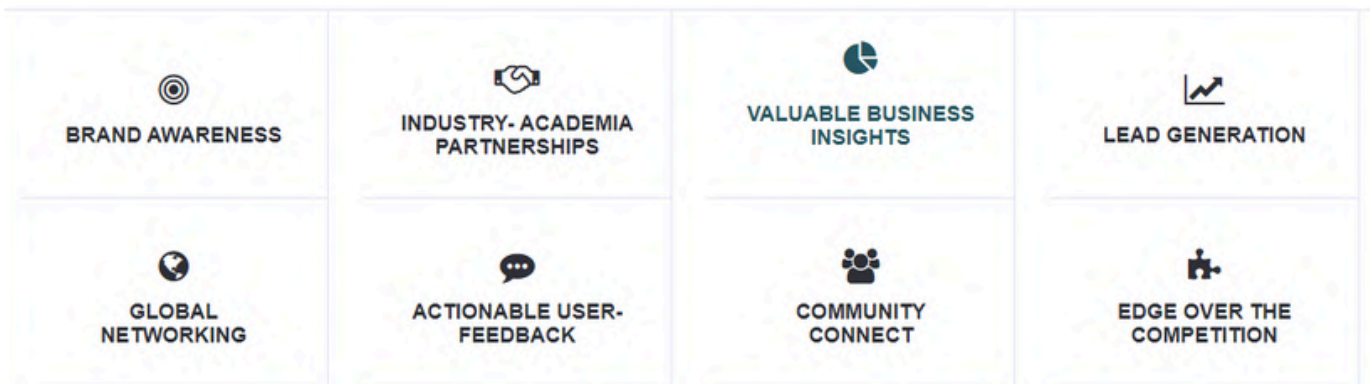 BRAND AWARENESS
INDUSTRY- ACADEMIA
PARTNERSHIPS
VALUABLE BUSINESS
INSIGHTS
LEAD GENERATION
GLOBAL
NETWORKING
ACTIONABLE USER-
FEEDBACK
COMMUNITY
CONNECT
EDGE OVER THE
COMPETITION